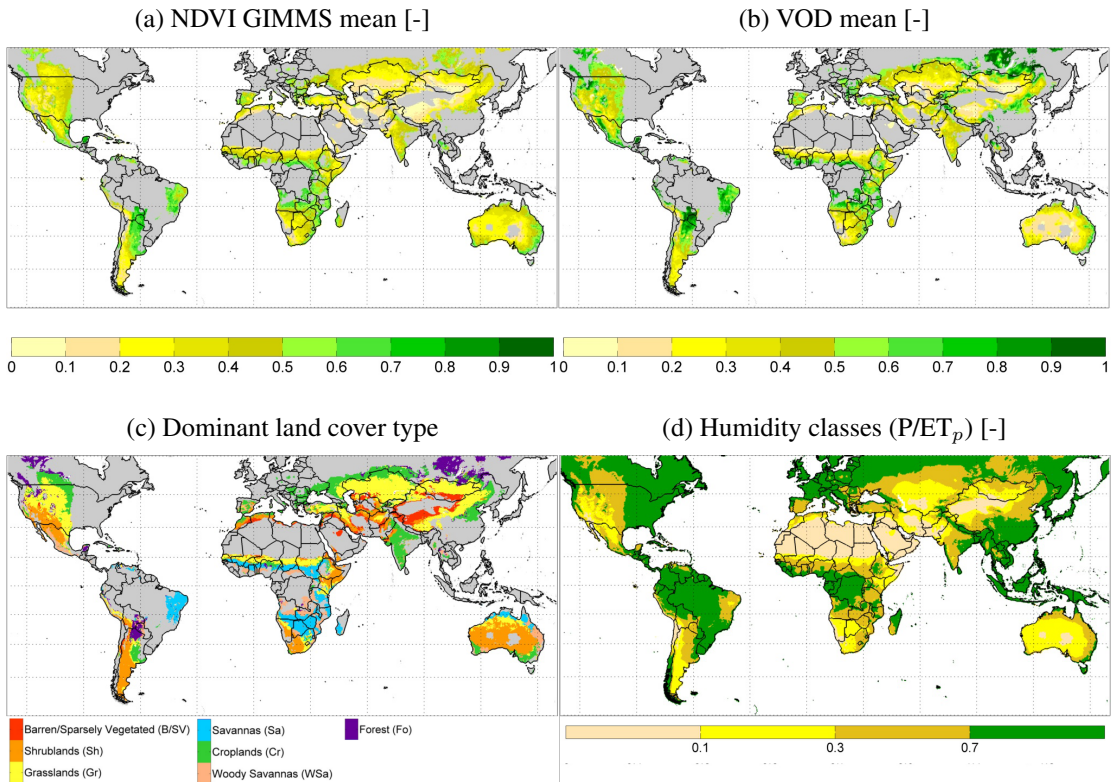 (a) NDVI GIMMS mean [-]
(b) VOD mean [-]
0 0.1 0.2 0.3 0.4 0.5 0.6 0.7 0.8 0.9 1
0 0.1 0.2 0.3 0.4 0.5 0.6 0.7 0.8 0.9 1
(c) Dominant land cover type
(d) Humidity classes (P/ETₚ) [-]
Barren/Sparsely Vegetated (B/SV)
Savannas (Sa)
Forest (Fo)
Shrublands (Sh)
Croplands (Cr)
Grasslands (Gr)
Woody Savannas (WSa)
0.1 0.3 0.7